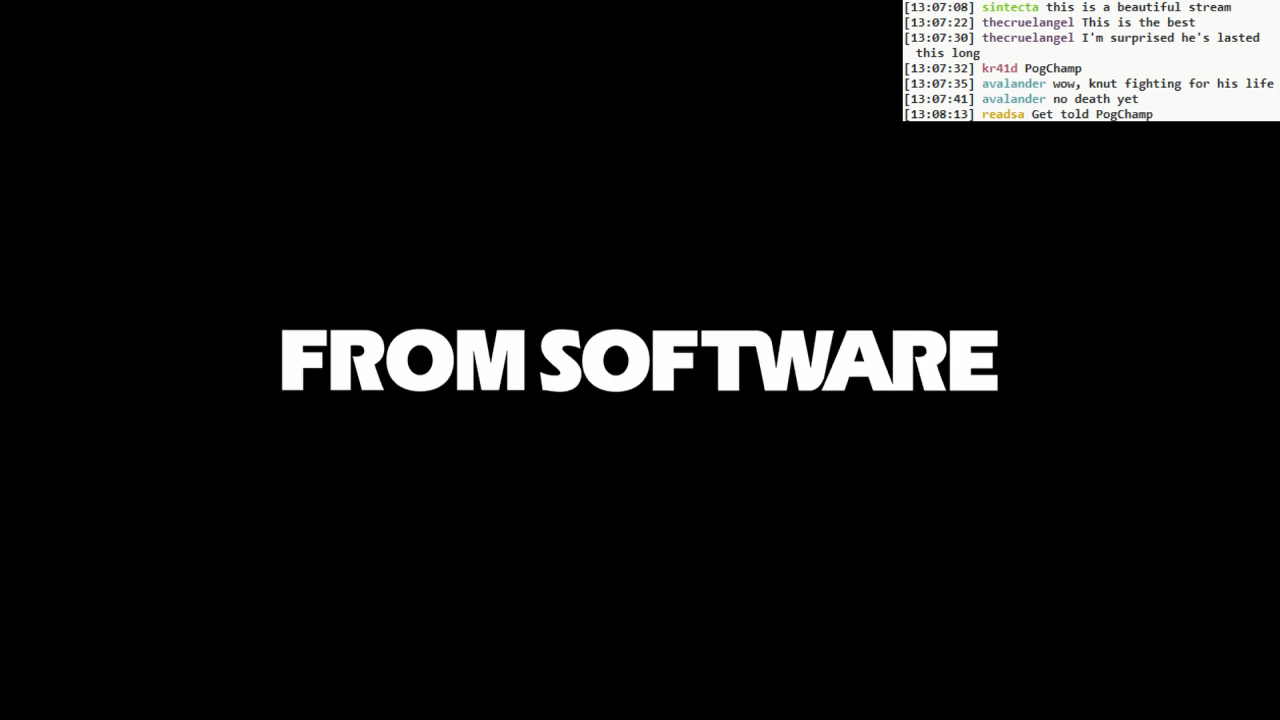 [13:07:08] sintecta this is a beautiful stream
[13:07:22] thecruelangel This is the best
[13:07:30] thecruelangel I'm surprised he's lasted
this long
[13:07:32] kr41d PogChamp
[13:07:35] avalander wow, knut fighting for his life
[13:07:41] avalander no death yet
[13:08:13] readsa Get told PogChamp
FROM SOFTWARE